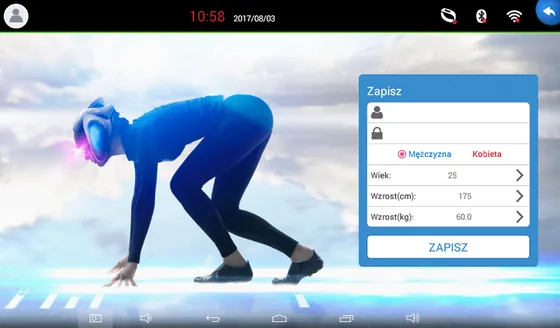 10:58 2017/08/03
Zapisz
Mężczyzna Kobieta
Wiek: 25
Wzrost(cm): 175
Wzrost(kg): 60.0
ZAPISZ